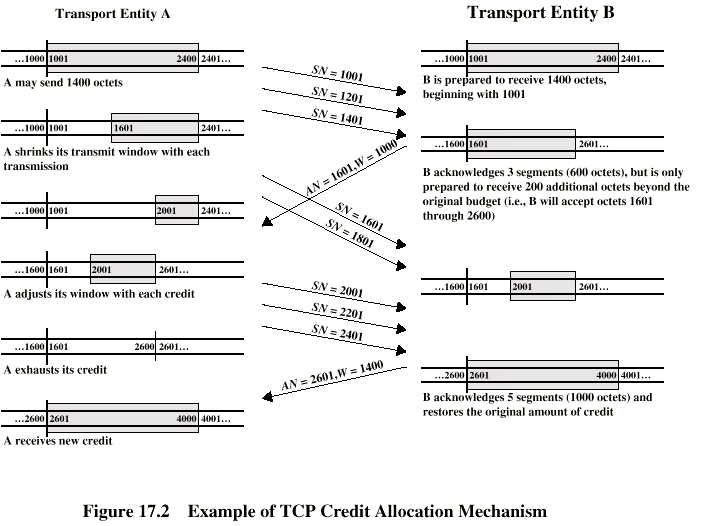 Transport Entity A
Transport Entity B
...1000 1001 2400 2401...
A may send 1400 octets
...1000 1001 1601 2401...
A shrinks its transmit window with each
transmission
...1000 1001 2001 2401...
...1600 1601 2001 2601...
A adjusts its window with each credit
...1600 1601 2600 2601...
A exhausts its credit
...2600 2601 4000 4001...
A receives new credit
SN = 1001
SN = 1201
SN = 1401
AN = 1601,W = 1000
SN = 1601
SN = 1801
SN = 2001
SN = 2201
SN = 2401
AN = 2601,W = 1400
...1000 1001 2400 2401...
B is prepared to receive 1400 octets,
beginning with 1001
...1600 1601 2601...
B acknowledges 3 segments (600 octets), but is only
prepared to receive 200 additional octets beyond the
original budget (i.e., B will accept octets 1601
through 2600)
...1600 1601 2001 2601...
...2600 2601 4000 4001...
B acknowledges 5 segments (1000 octets) and
restores the original amount of credit
Figure 17.2 Example of TCP Credit Allocation Mechanism